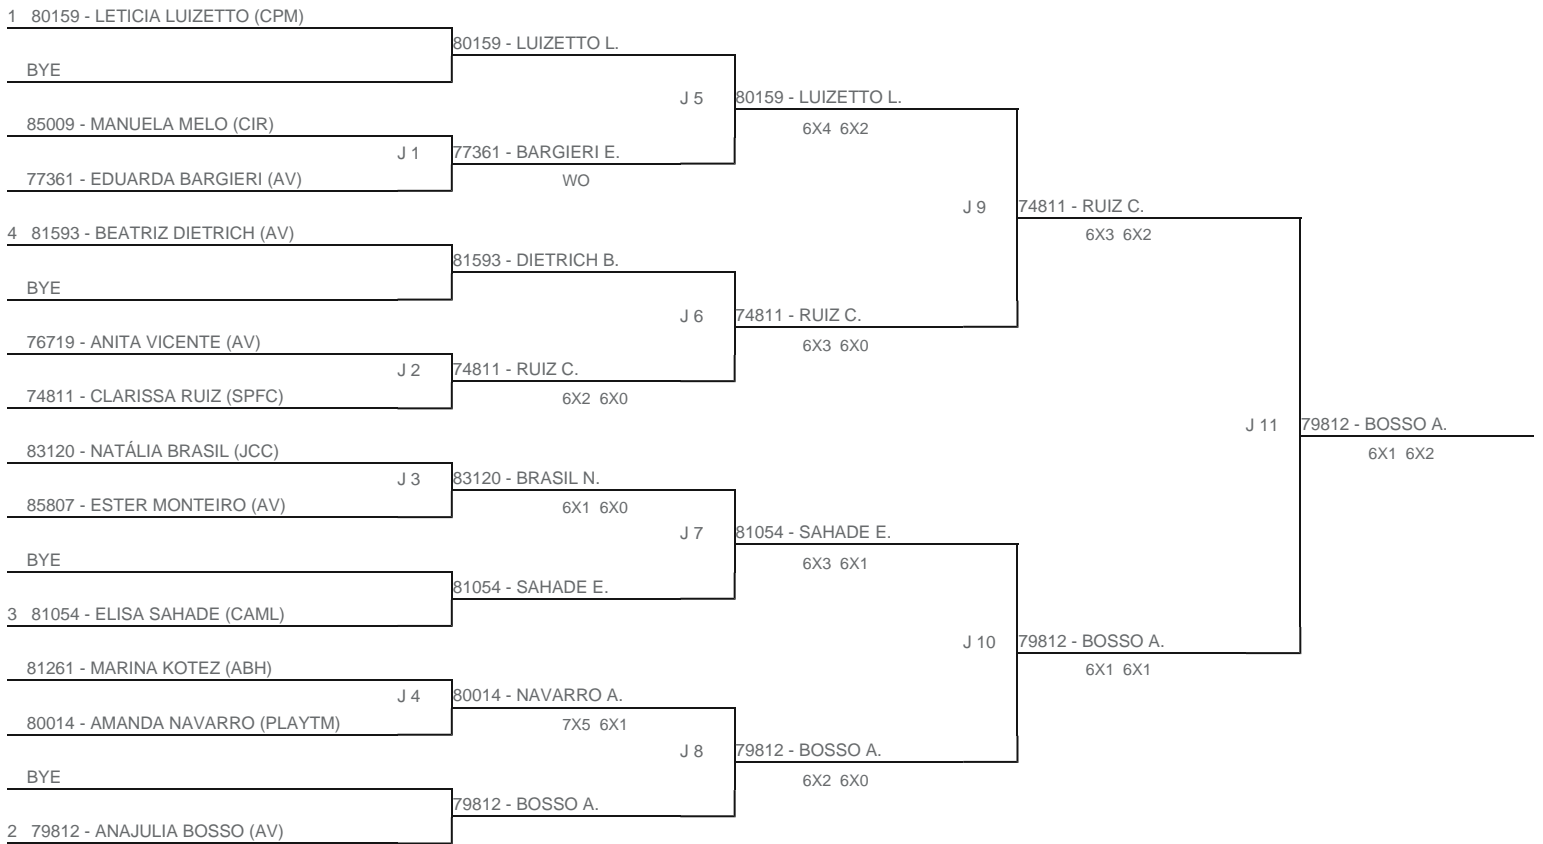 1 80159 - LETICIA LUIZETTO (CPM)
80159 - LUIZETTO L.
BYE
J 5
80159 - LUIZETTO L.
6X4 6X2
85009 - MANUELA MELO (CIR)
J 1
77361 - BARGIERI E.
WO
77361 - EDUARDA BARGIERI (AV)
J 9
74811 - RUIZ C.
6X3 6X2
4 81593 - BEATRIZ DIETRICH (AV)
81593 - DIETRICH B.
BYE
J 6
74811 - RUIZ C.
6X3 6X0
76719 - ANITA VICENTE (AV)
J 2
74811 - RUIZ C.
6X2 6X0
74811 - CLARISSA RUIZ (SPFC)
J 11
79812 - BOSSO A.
6X1 6X2
83120 - NATÁLIA BRASIL (JCC)
J 3
83120 - BRASIL N.
6X1 6X0
85807 - ESTER MONTEIRO (AV)
J 7
81054 - SAHADE E.
6X3 6X1
BYE
81054 - SAHADE E.
3 81054 - ELISA SAHADE (CAML)
J 10
79812 - BOSSO A.
6X1 6X1
81261 - MARINA KOTEZ (ABH)
J 4
80014 - NAVARRO A.
7X5 6X1
80014 - AMANDA NAVARRO (PLAYTM)
J 8
79812 - BOSSO A.
6X2 6X0
BYE
79812 - BOSSO A.
2 79812 - ANAJULIA BOSSO (AV)